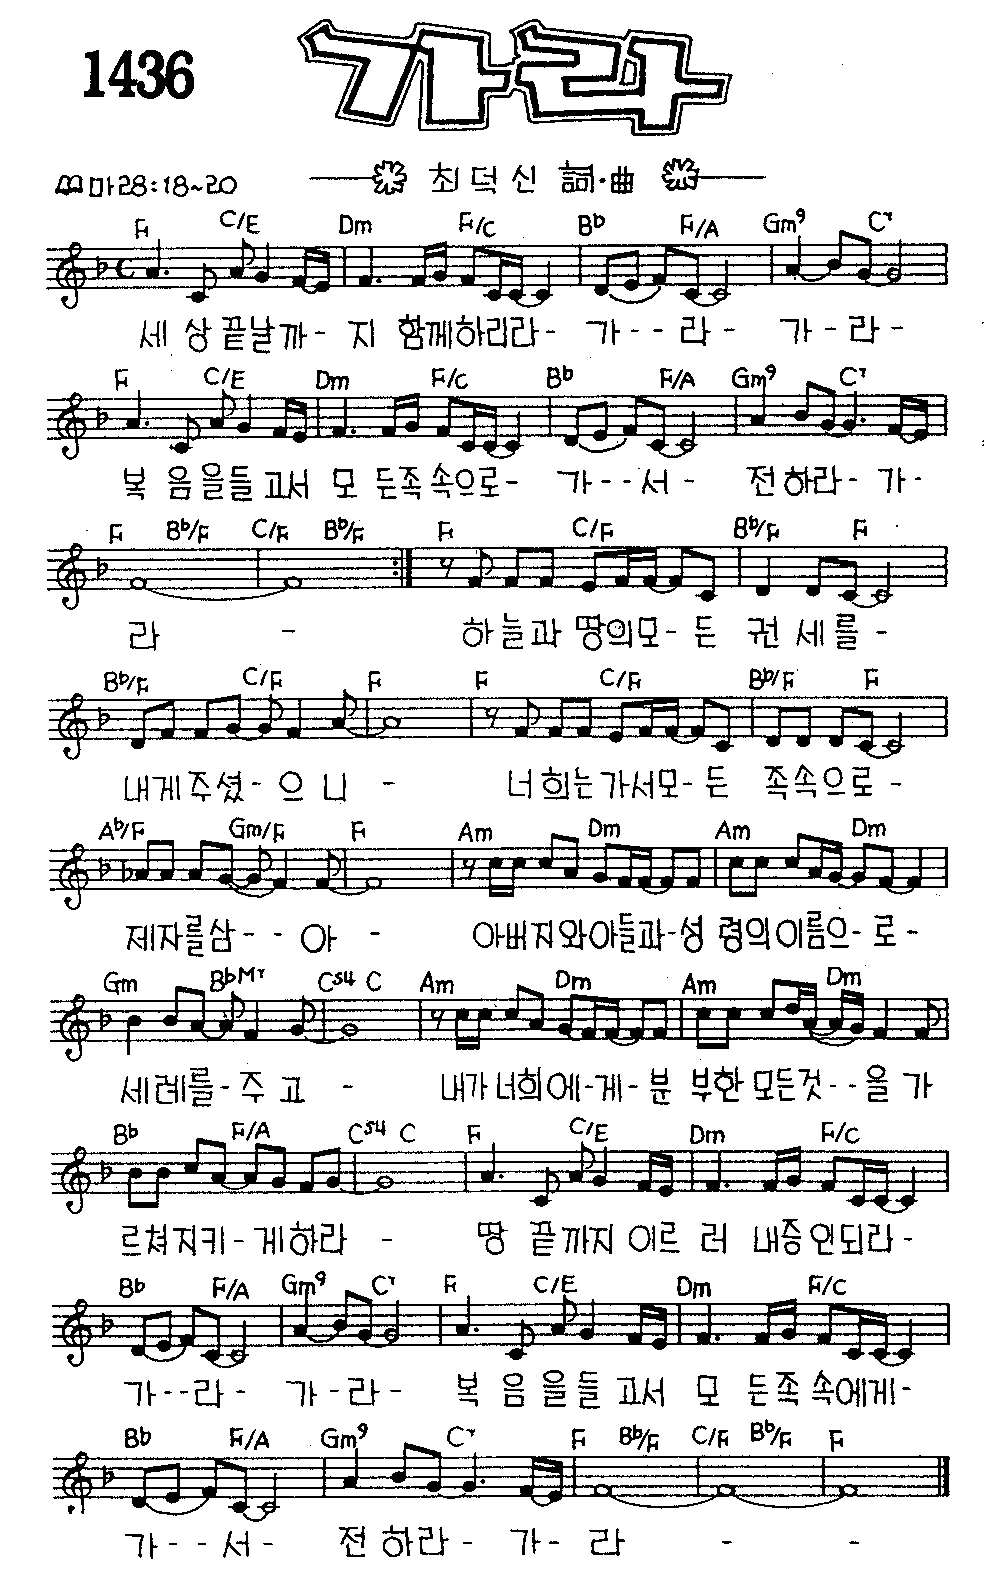 1436
가라
마28:18~20 최덕신 詞·曲
F C/E Dm F/C Bb F/A Gm9 C7
세 상끝날까- 지 함께하리라- 가--라- 가-라-
F C/E Dm F/C Bb F/A Gm9 C7
복 음을들고서 모 든족속으로- 가--서- 전하라-가-
F Bb/F C/F Bb/F F C/F Bb/F F
라 - 하늘과 땅의모-든 권세를-
Bb/F C/F F F C/F Bb/F F
내게주셨-으니 - 너희는가서모-든 족속으로-
Ab/F Gm/F F Am Dm Am Dm
제자를삼--아 - 아버지와아들과-성령의이름으-로-
Gm BbM7 Csu4 C Am Dm Am Dm
세례를-주고 - 내가너희에-게-분부한모든것--을가
Bb F/A Csu4 C F C/E Dm F/C
르쳐지키-게하라 - 땅 끝까지이르 러 내증인되라-
Bb F/A Gm9 C7 F C/E Dm F/C
가--라- 가-라- 복 음을들고서 모 든족속에게-
Bb F/A Gm9 C7 F Bb/F C/F Bb/F F
가--서- 전하라-가-라 - -